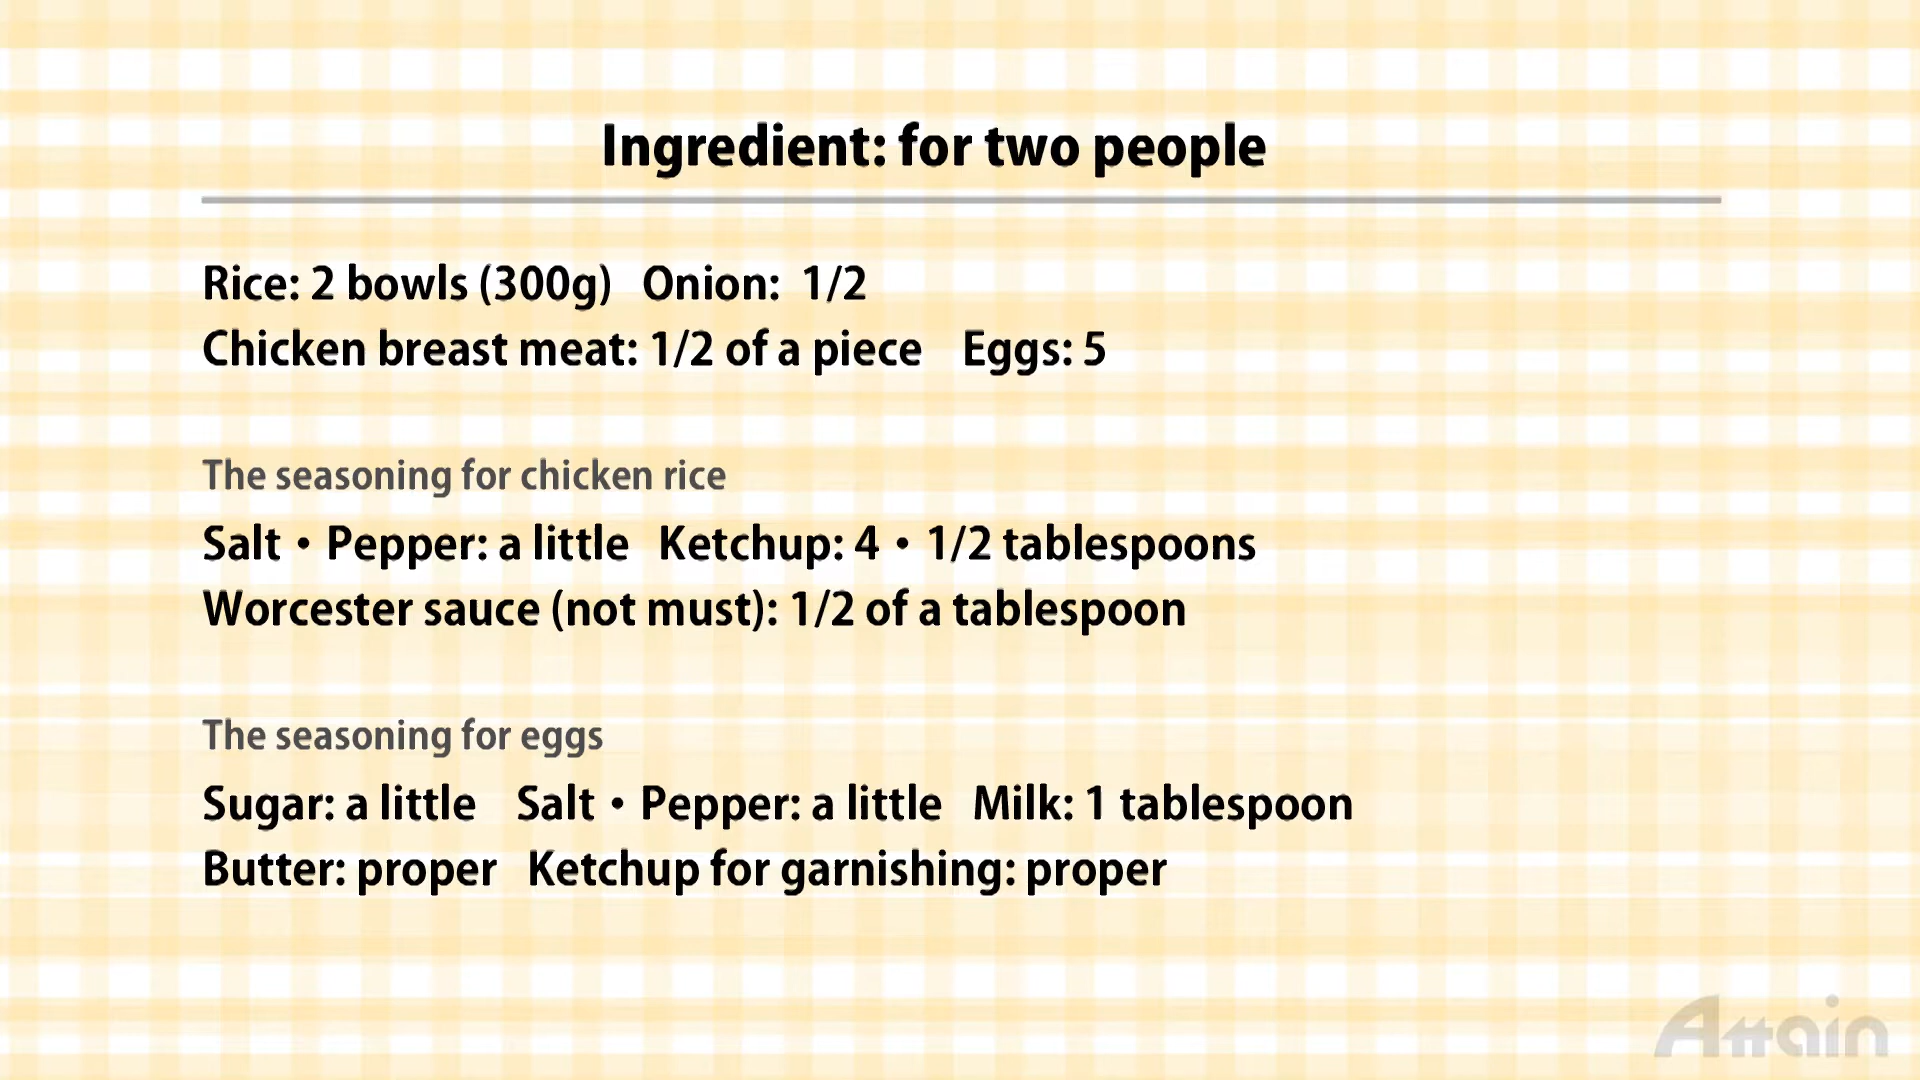 Ingredient: for two people
Rice: 2 bowls (300g) Onion: 1/2
Chicken breast meat: 1/2 of a piece Eggs: 5
The seasoning for chicken rice
Salt・Pepper: a little Ketchup: 4・1/2 tablespoons
Worcester sauce (not must): 1/2 of a tablespoon
The seasoning for eggs
Sugar: a little Salt・Pepper: a little Milk: 1 tablespoon
Butter: proper Ketchup for garnishing: proper
Attain